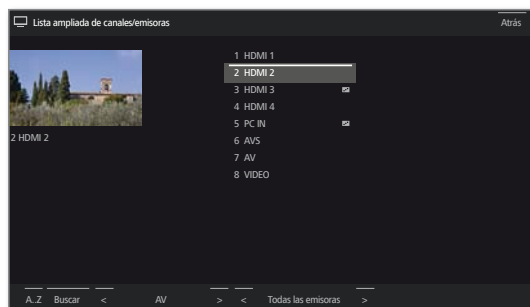 Lista ampliada de canales/emisoras
Atrás
1 HDMI 1
2 HDMI 2
3 HDMI 3
4 HDMI 4
5 PC IN
6 AVS
7 AV
8 VIDEO
2 HDMI 2
A..Z Buscar < AV > < Todas las emisoras >